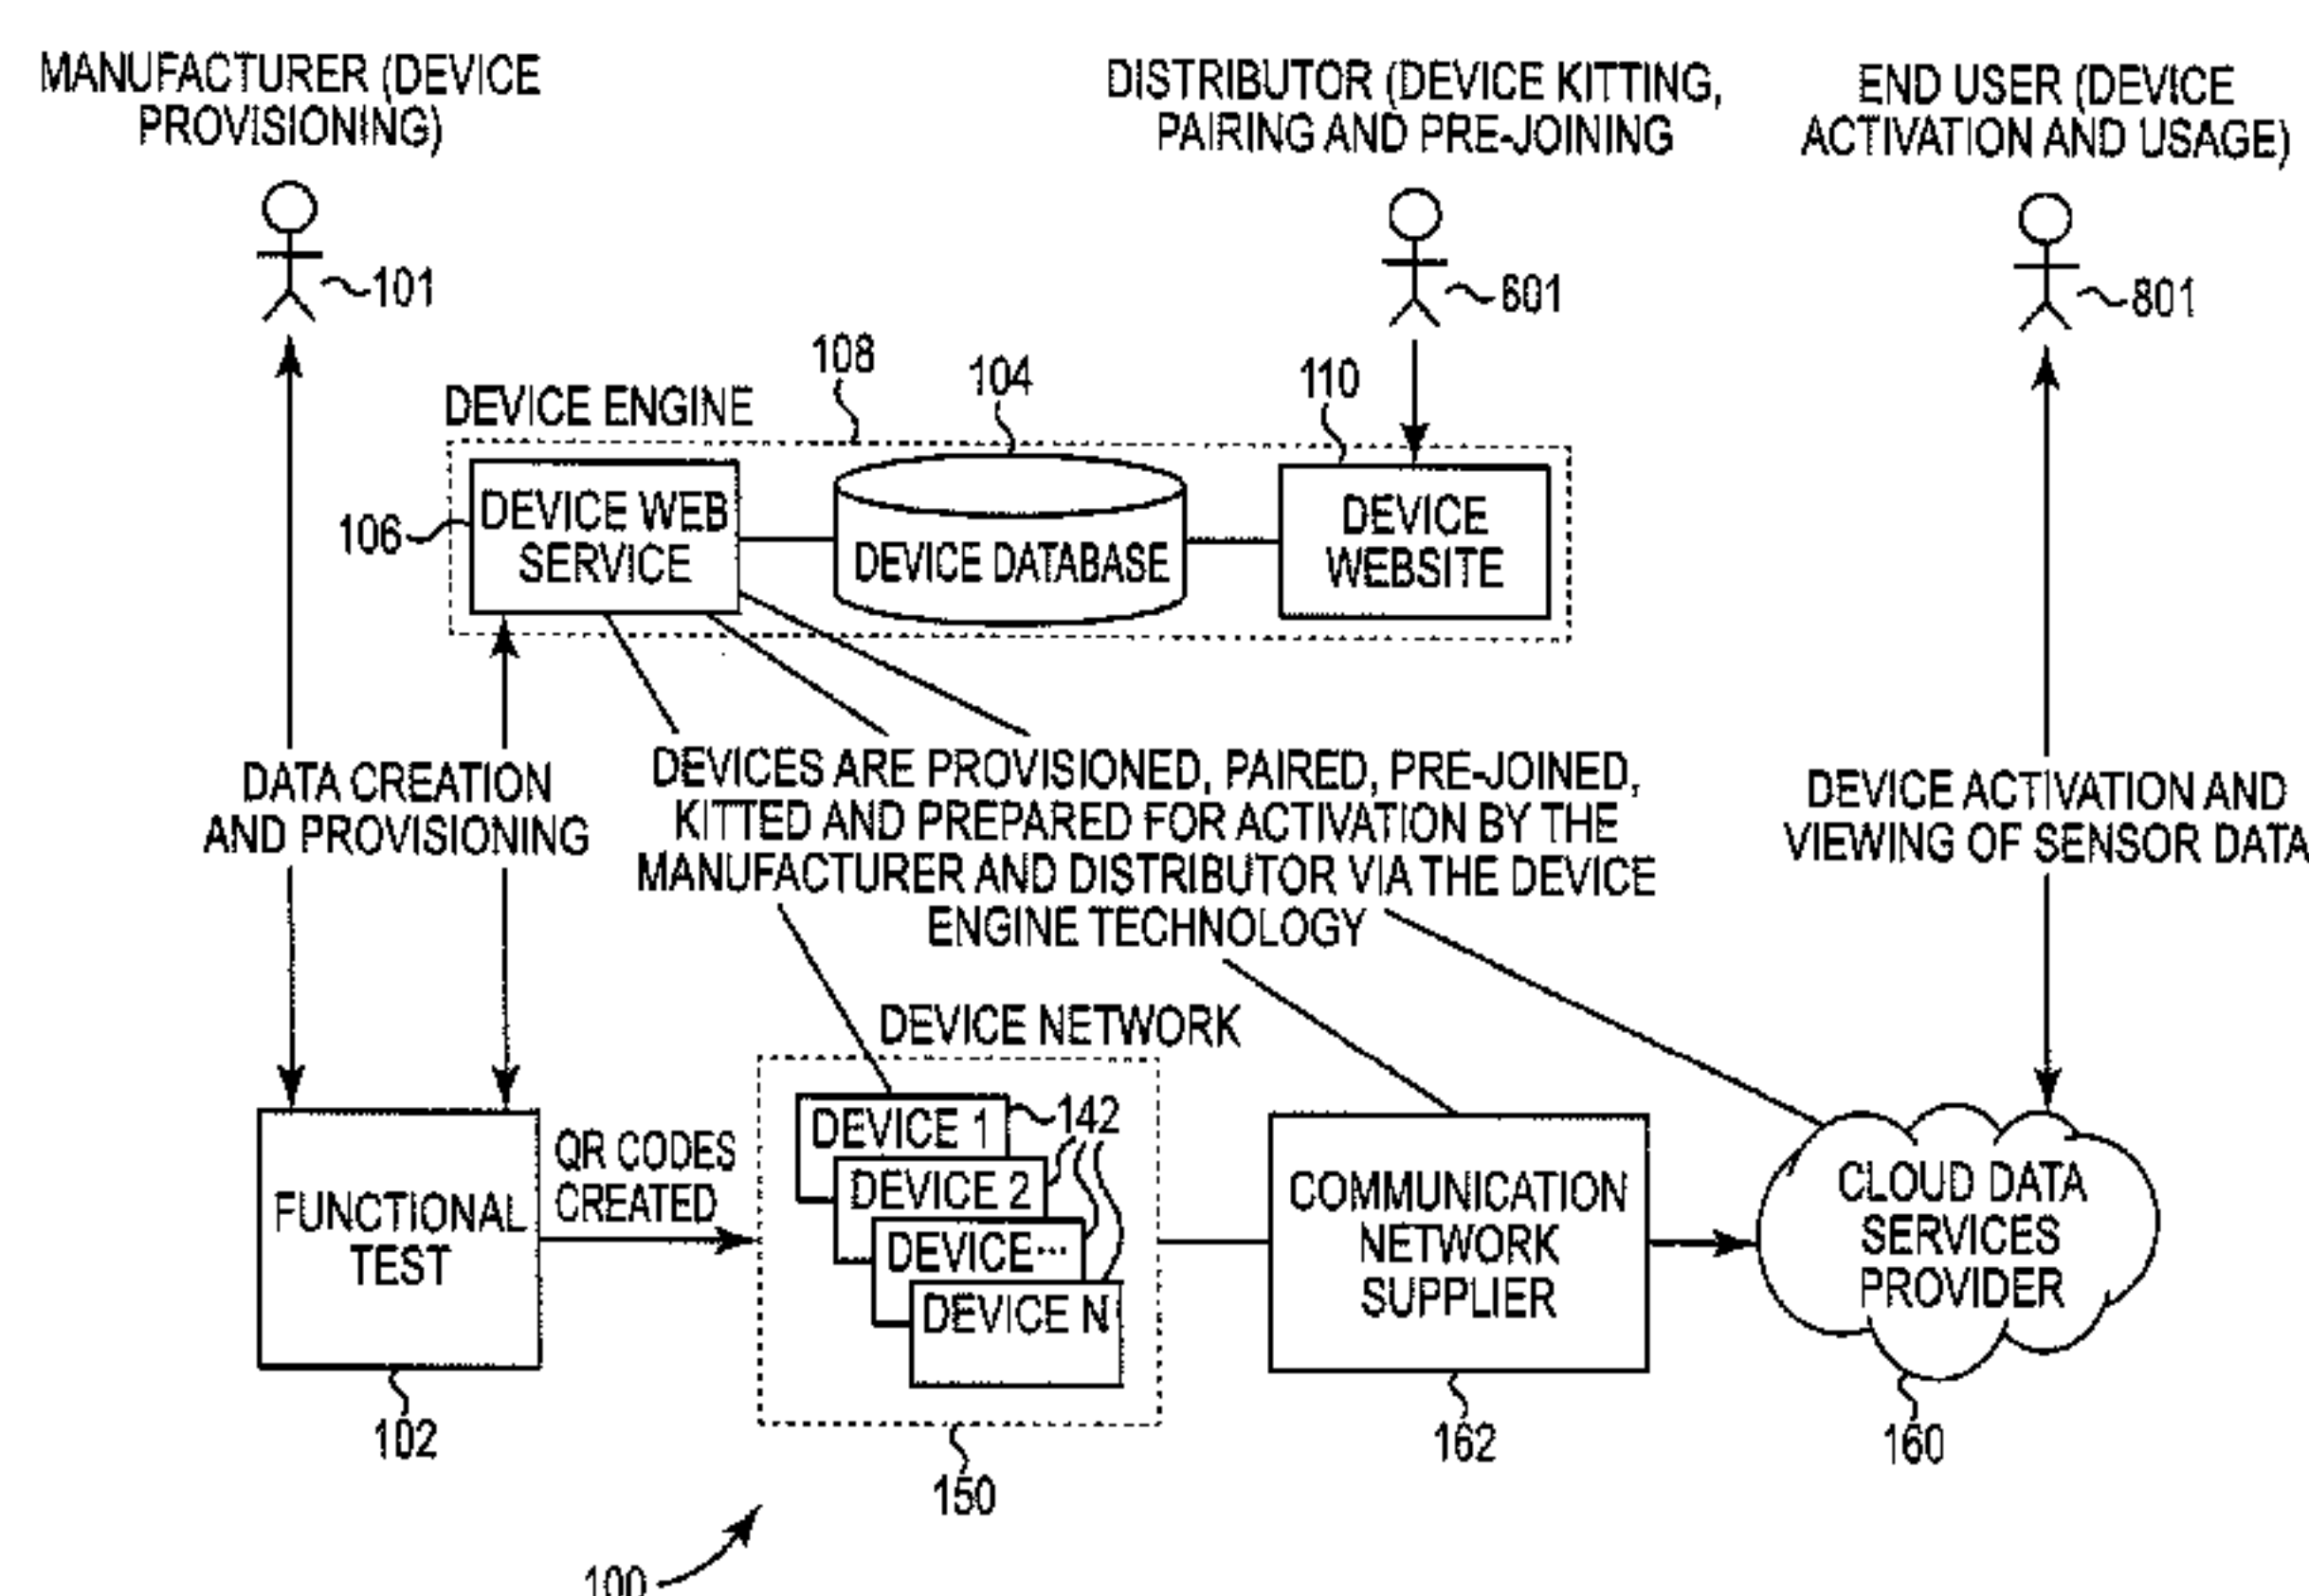 MANUFACTURER (DEVICE
PROVISIONING)
DISTRIBUTOR (DEVICE KITTING,
PAIRING AND PRE-JOINING
END USER (DEVICE
ACTIVATION AND USAGE)
101
601
801
108
104
110
DEVICE ENGINE
106
DEVICE WEB
SERVICE
DEVICE DATABASE
DEVICE
WEBSITE
DATA CREATION
AND PROVISIONING
DEVICES ARE PROVISIONED, PAIRED, PRE-JOINED,
KITTED AND PREPARED FOR ACTIVATION BY THE
MANUFACTURER AND DISTRIBUTOR VIA THE DEVICE
ENGINE TECHNOLOGY
DEVICE ACTIVATION AND
VIEWING OF SENSOR DATA
DEVICE NETWORK
FUNCTIONAL
TEST
QR CODES
CREATED
DEVICE 1
142
DEVICE 2
DEVICE...
DEVICE N
COMMUNICATION
NETWORK
SUPPLIER
CLOUD DATA
SERVICES
PROVIDER
102
150
162
160
100